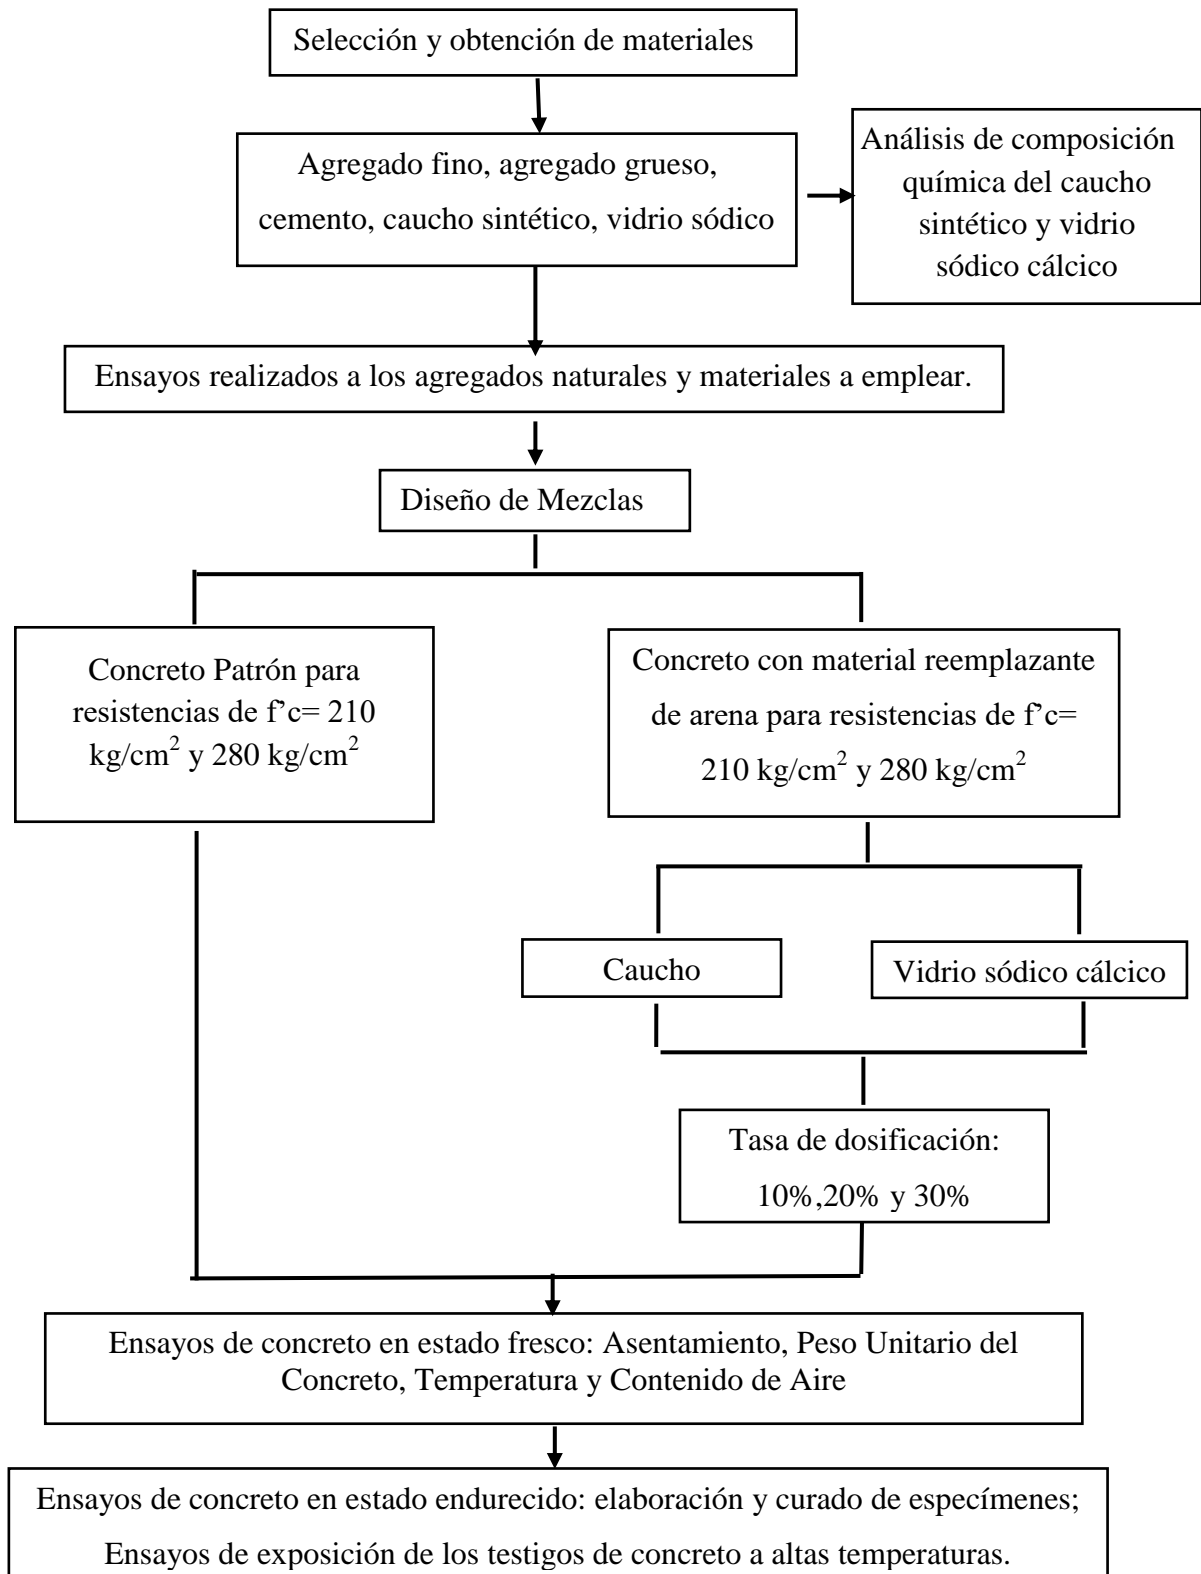 Selección y obtención de materiales
Agregado fino, agregado grueso,
cemento, caucho sintético, vidrio sódico
Análisis de composición
química del caucho
sintético y vidrio
sódico cálcico
Ensayos realizados a los agregados naturales y materiales a emplear.
Diseño de Mezclas
Concreto Patrón para
resistencias de f’c= 210
kg/cm² y 280 kg/cm²
Concreto con material reemplazante
de arena para resistencias de f’c=
210 kg/cm² y 280 kg/cm²
Caucho
Vidrio sódico cálcico
Tasa de dosificación:
10%,20% y 30%
Ensayos de concreto en estado fresco: Asentamiento, Peso Unitario del
Concreto, Temperatura y Contenido de Aire
Ensayos de concreto en estado endurecido: elaboración y curado de especímenes;
Ensayos de exposición de los testigos de concreto a altas temperaturas.